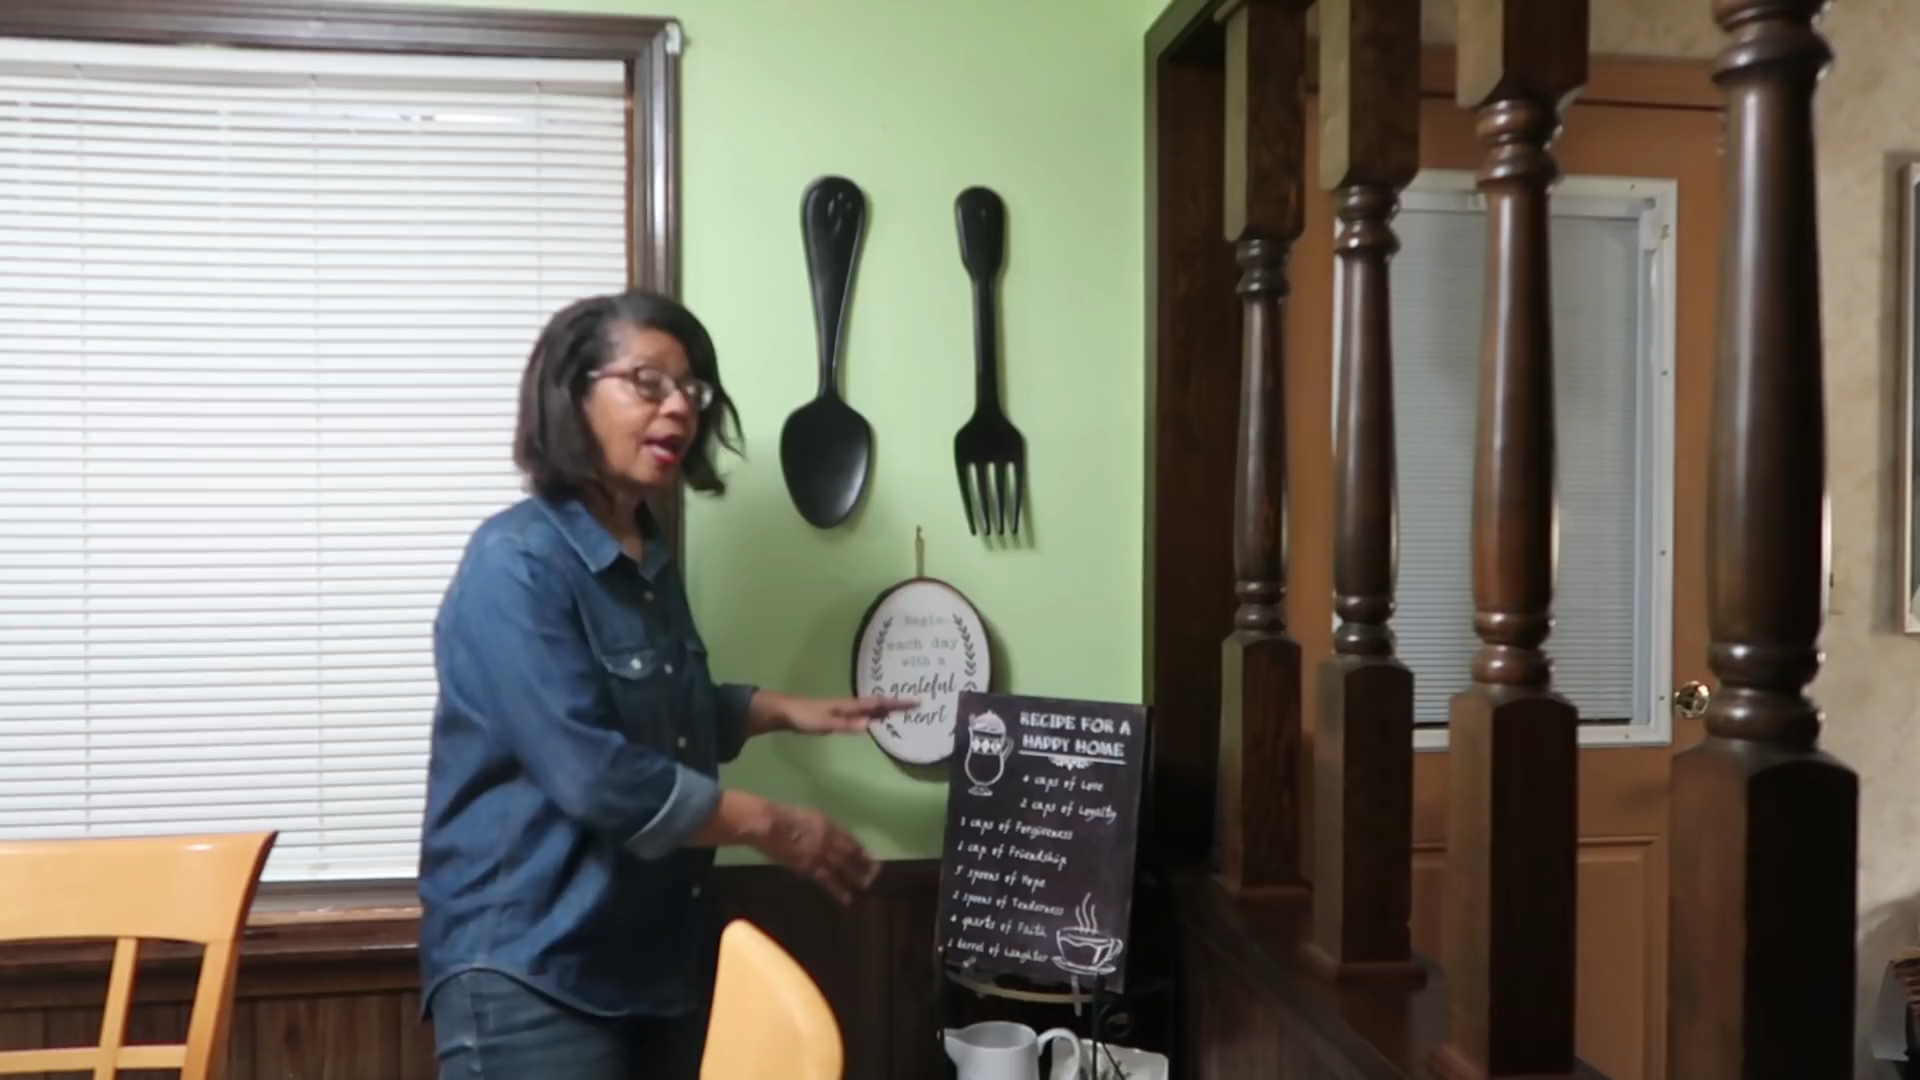 Begin
each day
with a
grateful
heart
RECIPE FOR A
HAPPY HOME
4 cups of Love
2 cups of Loyalty
3 cups of Forgiveness
1 cup of Friendship
5 spoons of Hope
2 spoons of Tenderness
4 quarts of Faith
1 barrel of Laughter